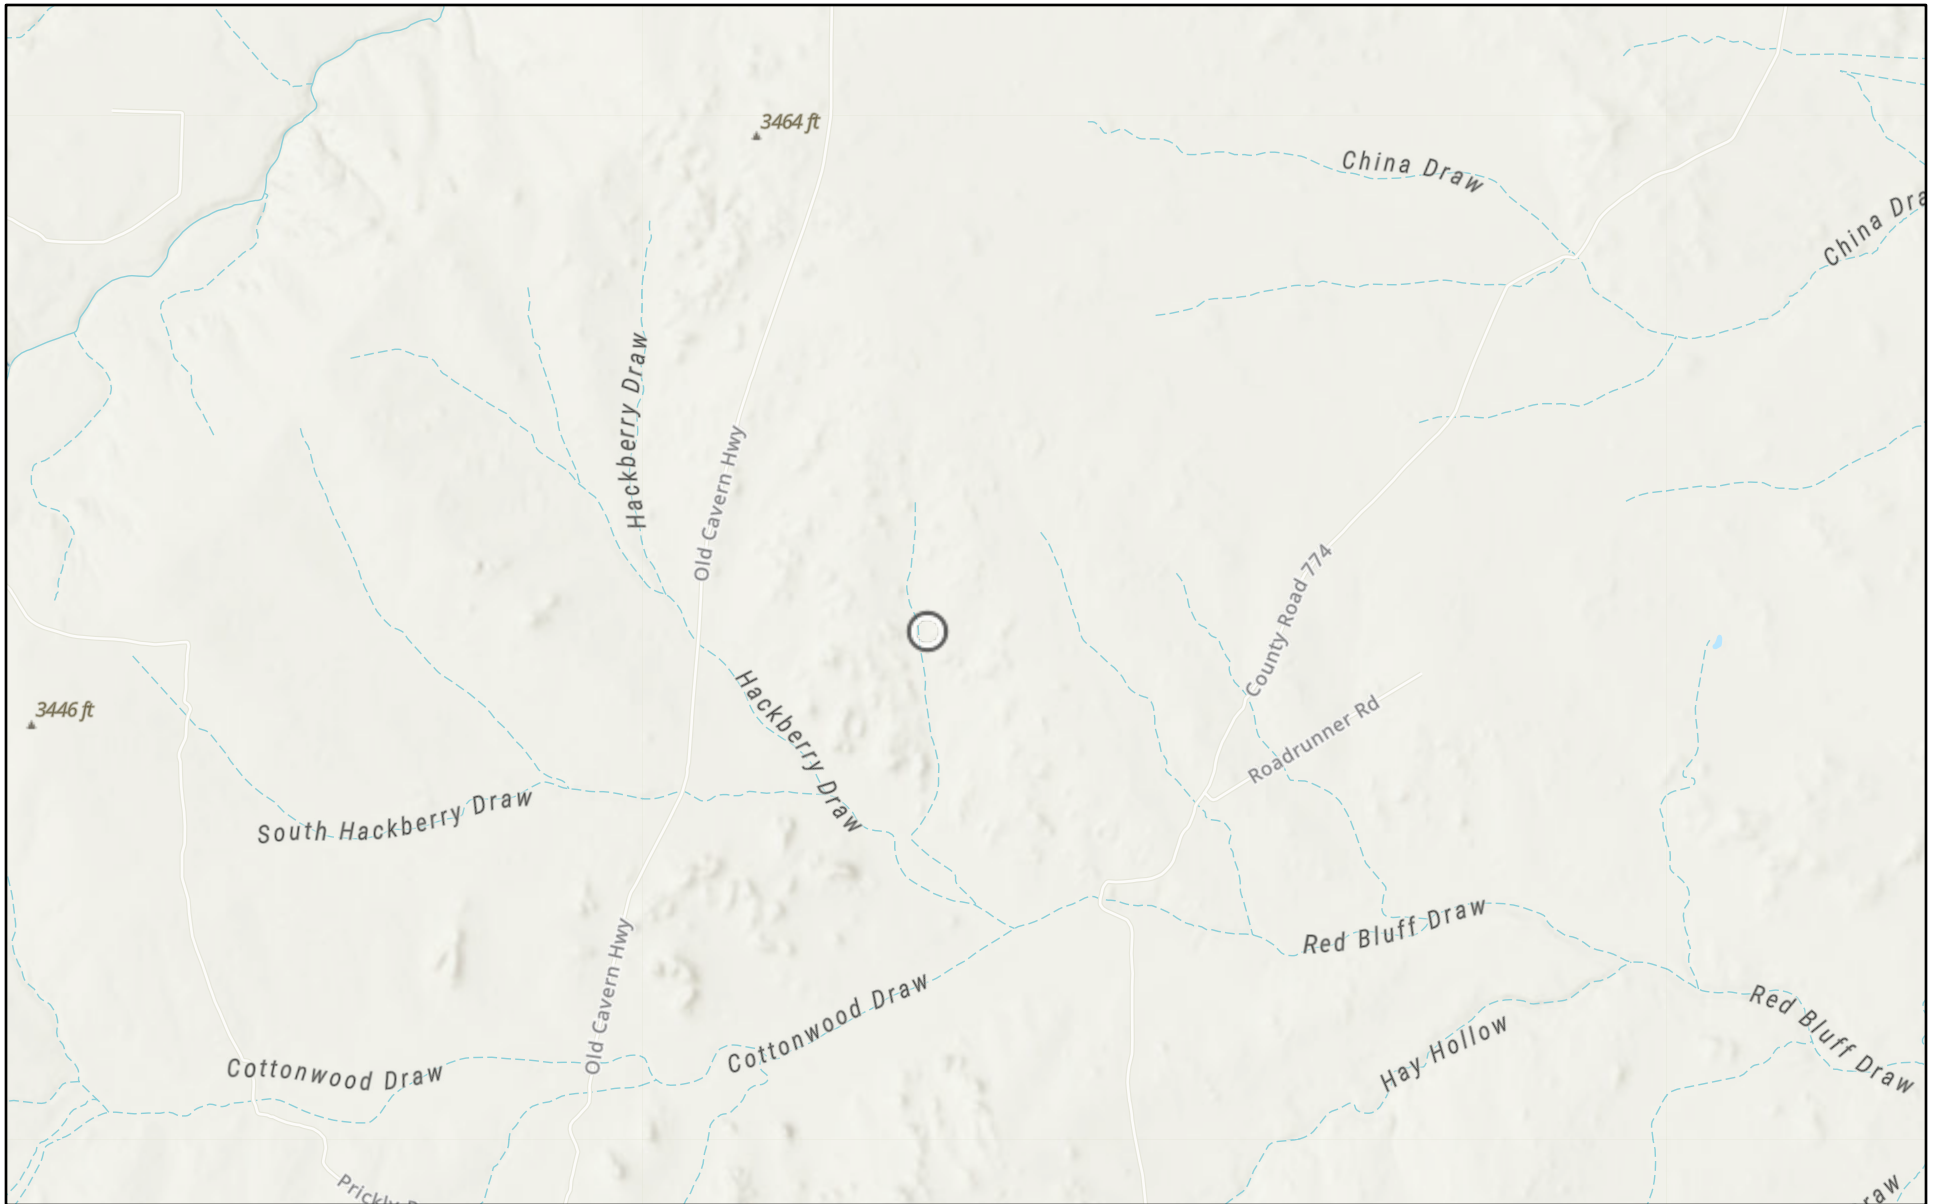 3464 ft
China Draw
China Dra
Hackberry Draw
Old Cavern Hwy
County Road 774
Hackberry Draw
Roadrunner Rd
3446 ft
South Hackberry Draw
Red Bluff Draw
Old Cavern Hwy
Cottonwood Draw
Red Bluff Draw
Hay Hollow
Cottonwood Draw
Prickly
raw